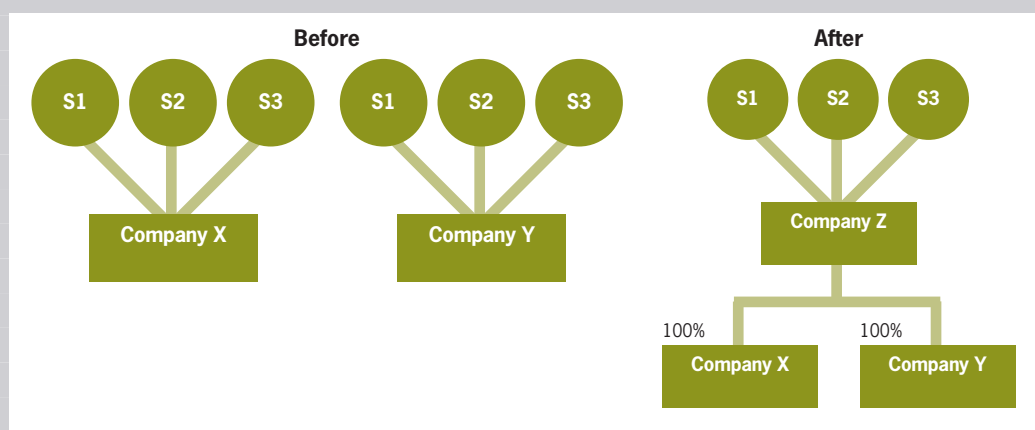 Before
After
S1 S2 S3 S1 S2 S3
S1 S2 S3
Company X
Company Y
Company Z
100%
100%
Company X
Company Y